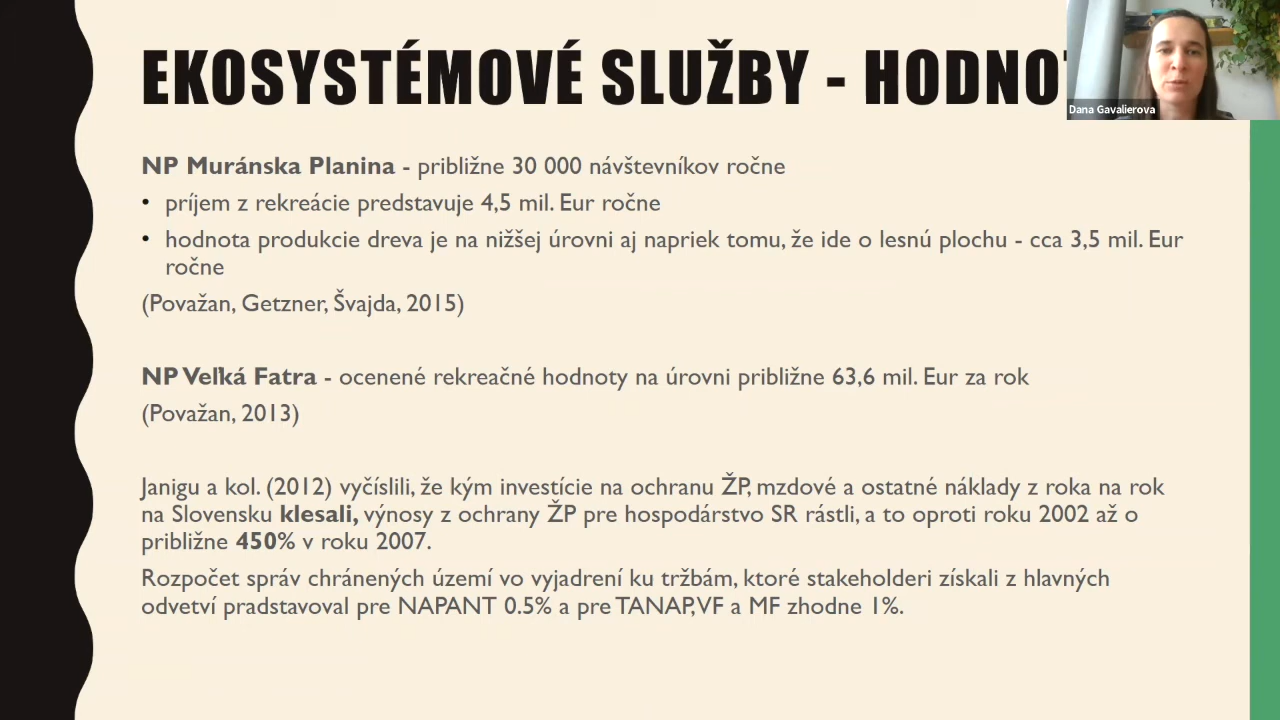 EKOSYSTÉMOVÉ SLUŽBY - HODNO
Dana Gavalierova
NP Muránska Planina - približne 30 000 návštevníkov ročne
• príjem z rekreácie predstavuje 4,5 mil. Eur ročne
• hodnota produkcie dreva je na nižšej úrovni aj napriek tomu, že ide o lesnú plochu - cca 3,5 mil. Eur
ročne
(Považan, Getzner, Švajda, 2015)
NP Veľká Fatra - ocenené rekreačné hodnoty na úrovni približne 63,6 mil. Eur za rok
(Považan, 2013)
Janigu a kol. (2012) vyčíslili, že kým investície na ochranu ŽP, mzdové a ostatné náklady z roka na rok
na Slovensku klesali, výnosy z ochrany ŽP pre hospodárstvo SR rástli, a to oproti roku 2002 až o
približne 450% v roku 2007.
Rozpočet správ chránených území vo vyjadrení ku tržbám, ktoré stakeholderi získali z hlavných
odvetví pradstavoval pre NAPANT 0.5% a pre TANAP, VF a MF zhodne 1%.